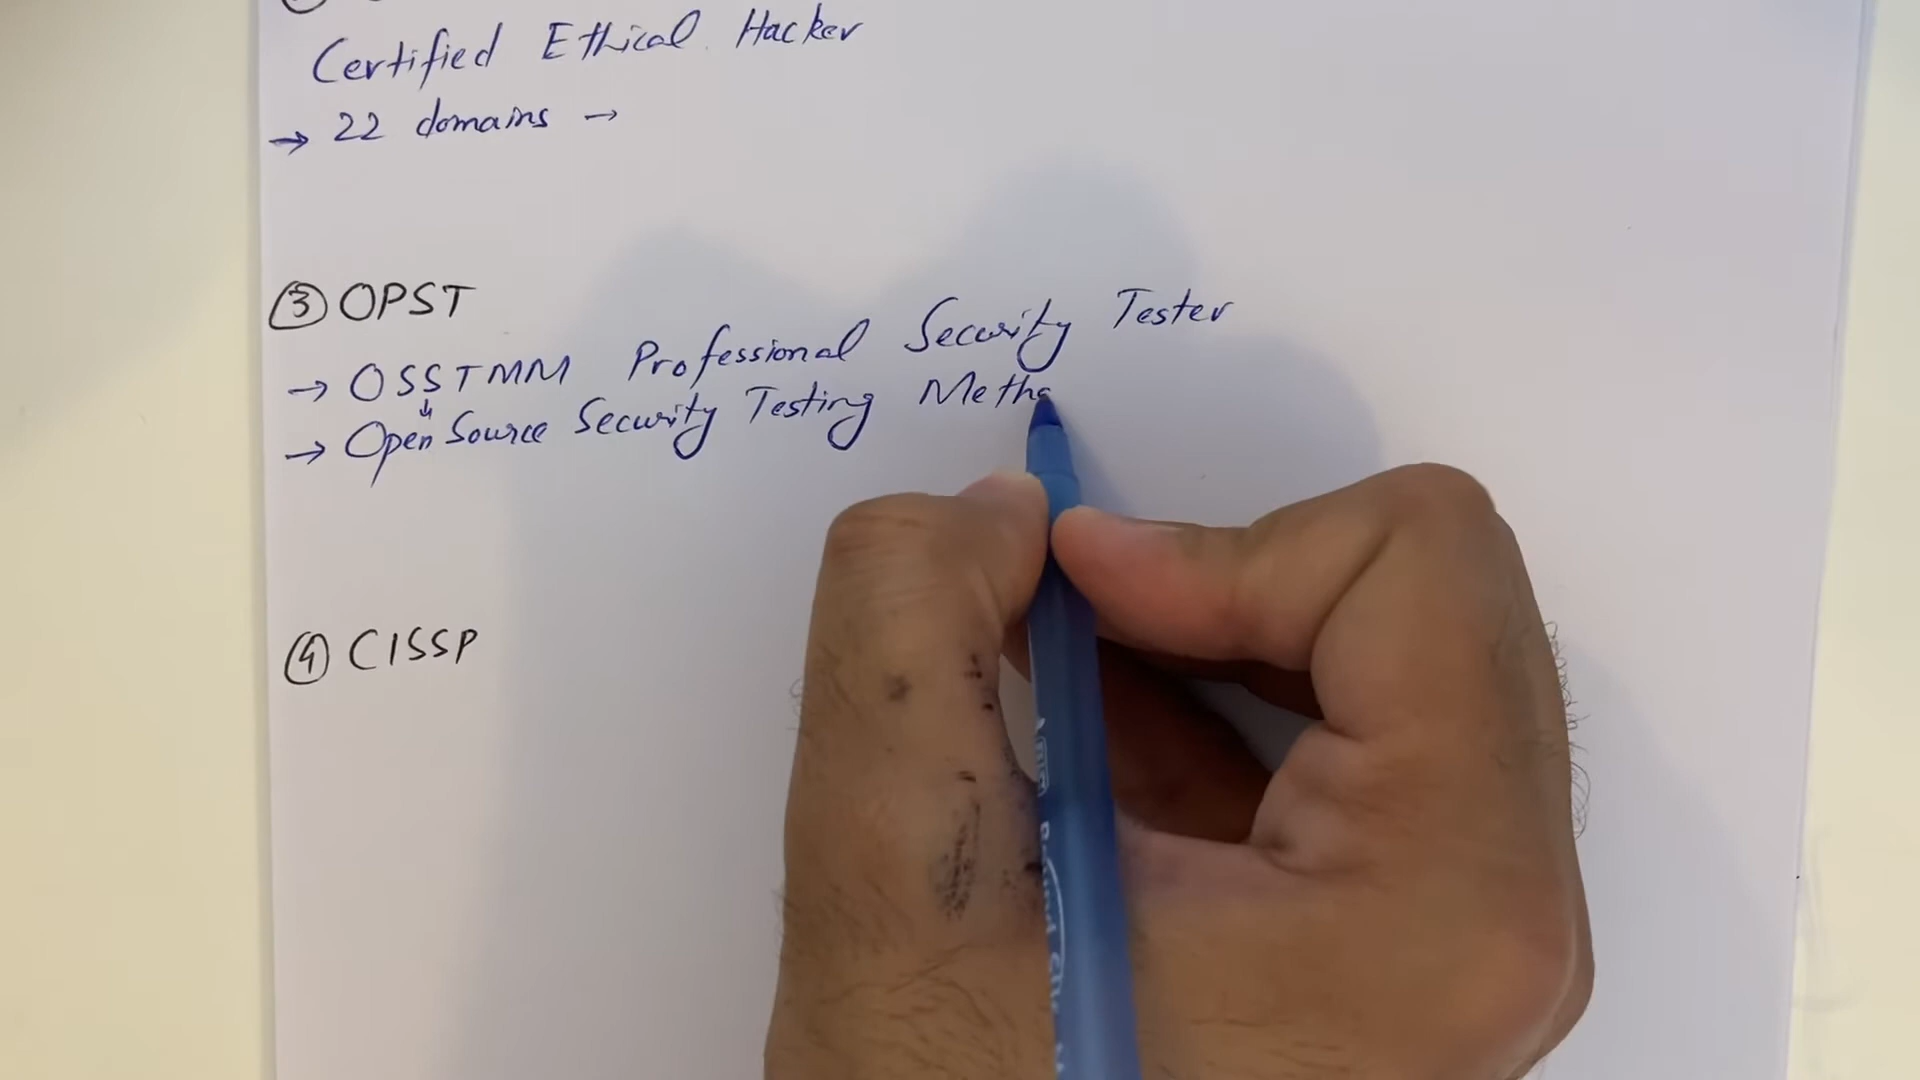 Certified Ethical Hacker
→ 22 domains →
③ OPST
→ OSSTMM Professional Security Tester
→ Open Source Security Testing Metho
④ CISSP